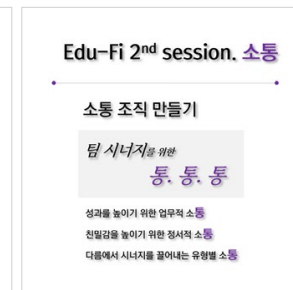 Edu-Fi 2nd session. 소통
소통 조직 만들기
팀 시너지를 위한
통. 통. 통
성과를 높이기 위한 업무적 소통
친밀감을 높이기 위한 정서적 소통
다름에서 시너지를 끌어내는 유형별 소통